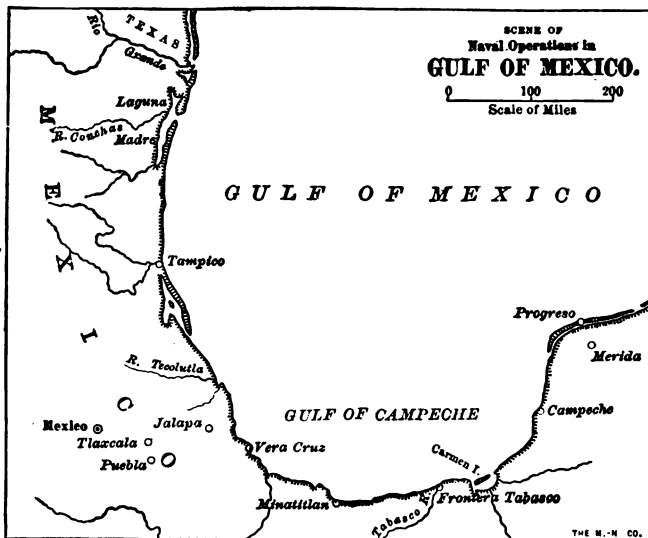 SCENE OF
Naval Operations in
GULF OF MEXICO.
0 100 200
Scale of Miles
TEXAS
Rio
Grande
Laguna
R. Conchas
Madre
MEXICO
GULF OF MEXICO
Tampico
Progreso
Merida
R. Tecolutla
GULF OF CAMPECHE
Campeche
Mexico
Jalapa
Tlaxcala
Vera Cruz
Puebla
Carmen I.
Minatitlan
Frontera Tabasco
Tabasco R.
THE M.-N CO.